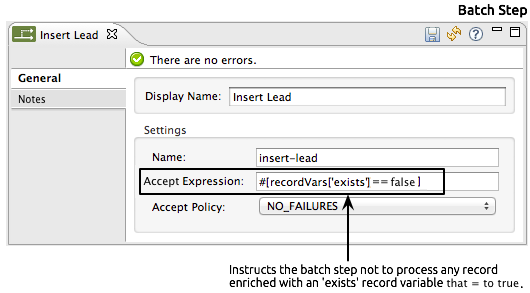 Batch Step
Insert Lead
There are no errors.
General
Notes
Display Name: Insert Lead
Settings
Name: insert-lead
Accept Expression: #[recordVars['exists']==false]
Accept Policy: NO_FAILURES
Instructs the batch step not to process any record
enriched with an 'exists' record variable that = to true.